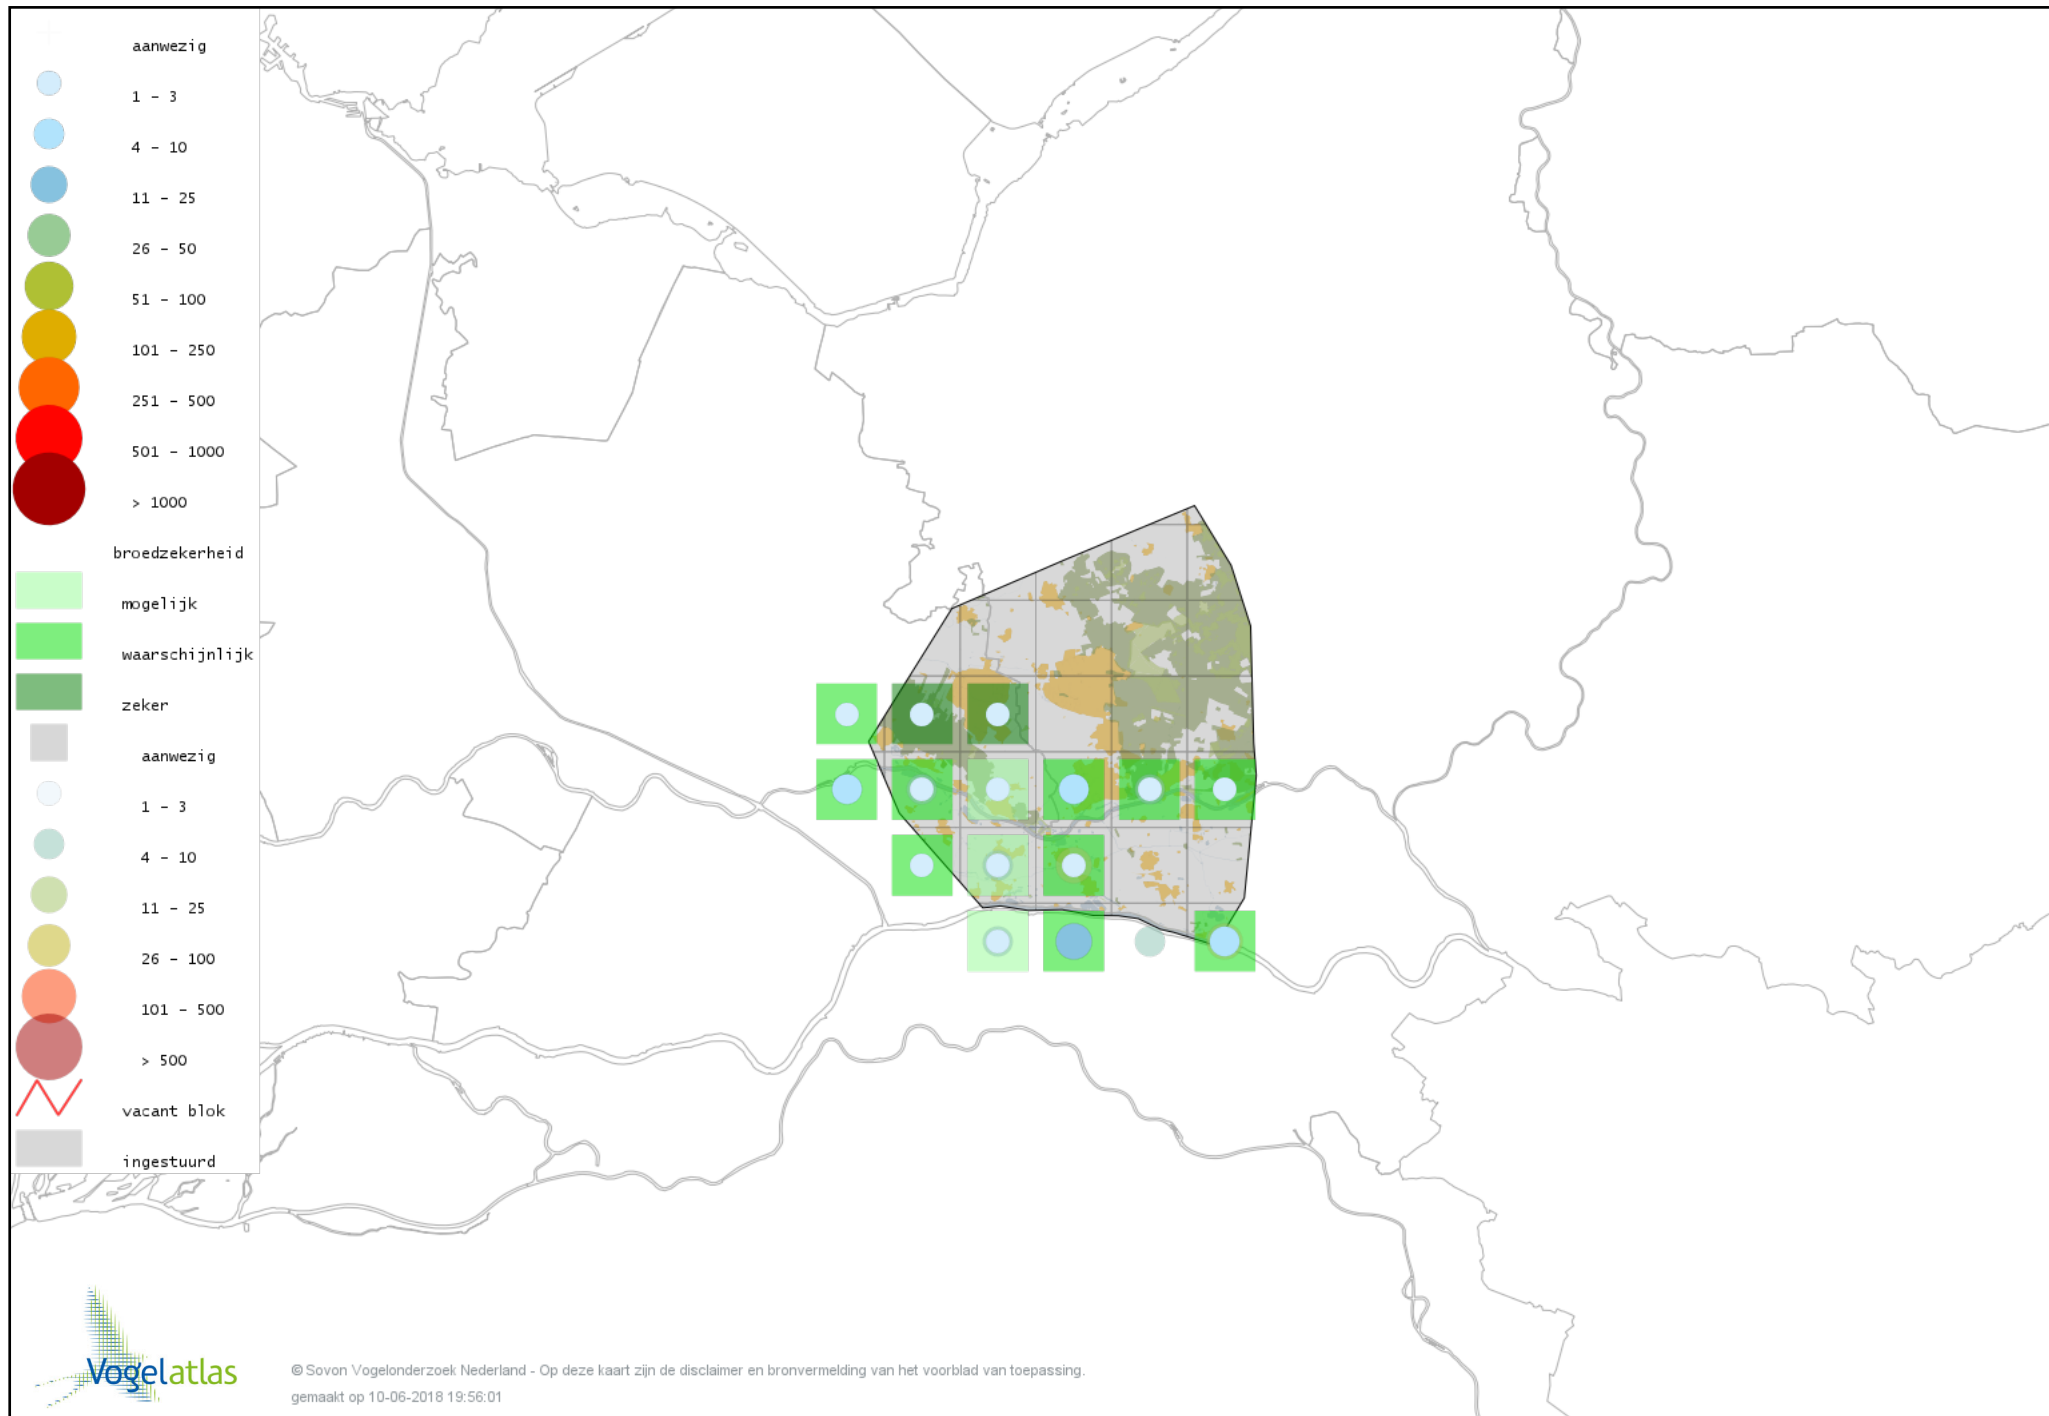 aanwezig
1 - 3
4 - 10
11 - 25
26 - 50
51 - 100
101 - 250
251 - 500
501 - 1000
> 1000
broedzekerheid
mogelijk
waarschijnlijk
zeker
aanwezig
1 - 3
4 - 10
11 - 25
26 - 100
101 - 500
> 500
vacant blok
ingestuurd
Vogelatlas
© Sovon Vogelonderzoek Nederland - Op deze kaart zijn de disclaimer en bronvermelding van het voorblad van toepassing.
gemaakt op 10-06-2018 19:56:01